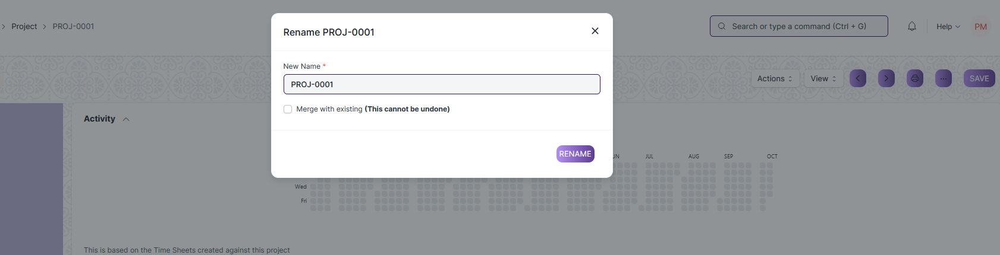 Project
PROJ-0001
Rename PROJ-0001
Search or type a command (Ctrl + G)
Help
PM
New Name *
PROJ-0001
Merge with existing (This cannot be undone)
RENAME
Actions
View
SAVE
Activity
JUL
AUG
SEP
OCT
Wed
Fri
This is based on the Time Sheets created against this project